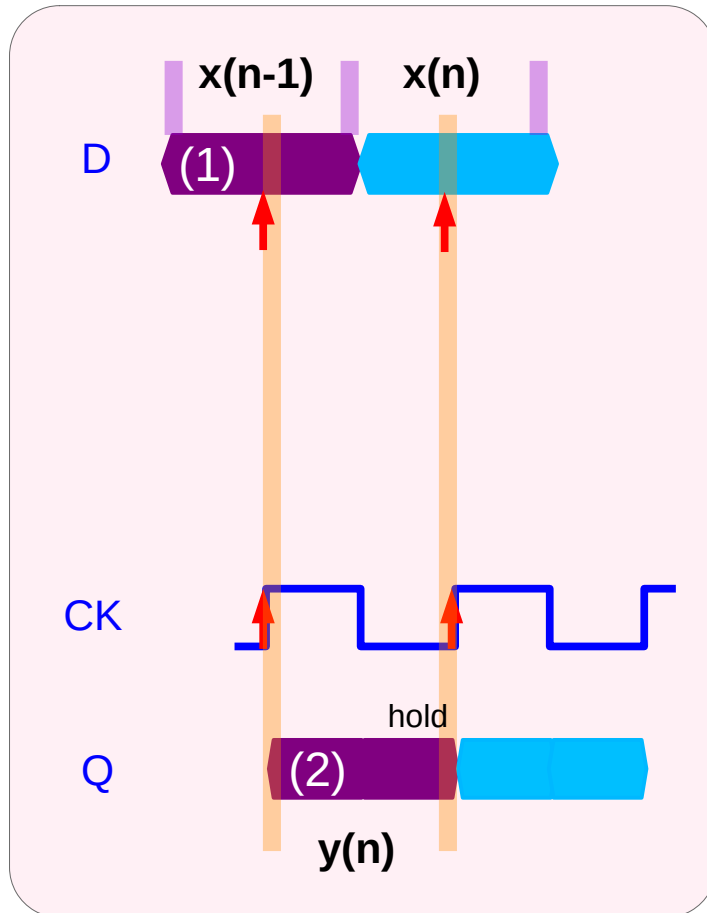 x(n-1) x(n)
D (1)
CK
hold
Q (2)
y(n)